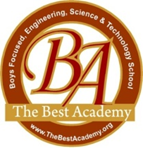 Boys Focused, Engineering, Science & Technology School
BA
The Best Academy
www.TheBestAcademy.org